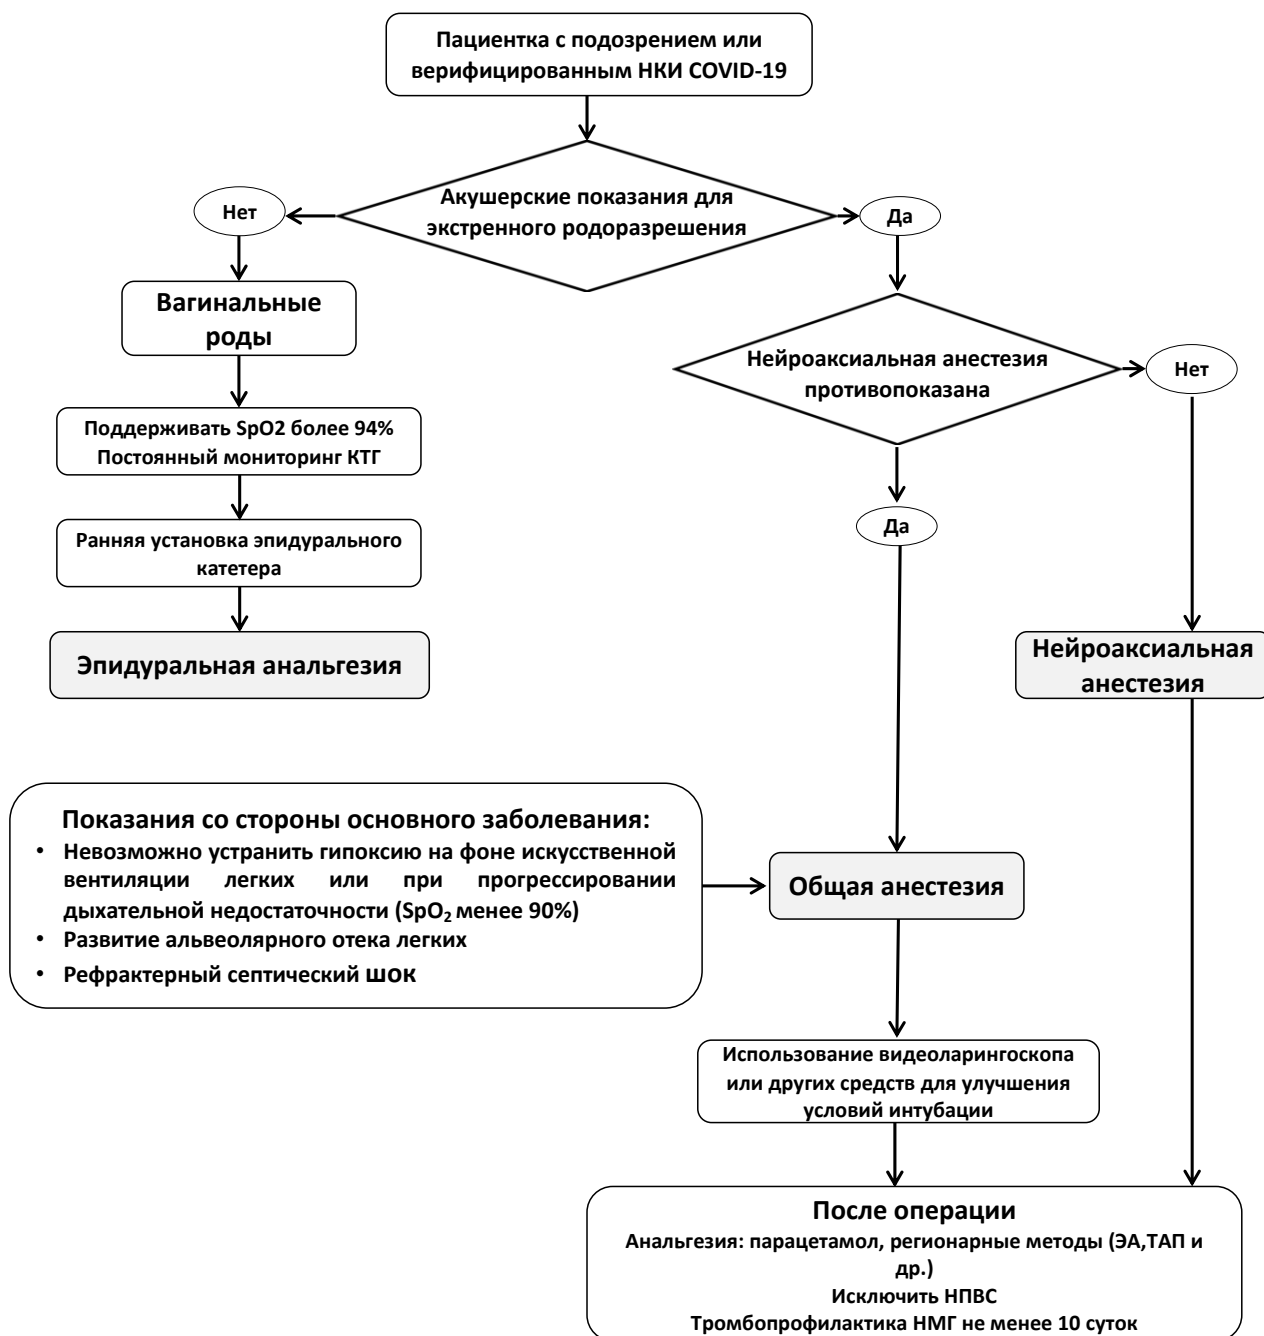 Пациентка с подозрением или
верифицированным НКИ COVID-19
Акушерские показания для
экстренного родоразрешения
Нет
Да
Вагинальные
роды
Нейроаксиальная анестезия
противопоказана
Нет
Поддерживать SpO2 более 94%
Постоянный мониторинг КТГ
Да
Ранняя установка эпидурального
катетера
Эпидуральная анальгезия
Нейроаксиальная
анестезия
Показания со стороны основного заболевания:
• Невозможно устранить гипоксию на фоне искусственной
вентиляции легких или при прогрессировании
дыхательной недостаточности (SpO₂ менее 90%)
• Развитие альвеолярного отека легких
• Рефрактерный септический шок
Общая анестезия
Использование видеоларингоскопа
или других средств для улучшения
условий интубации
После операции
Анальгезия: парацетамол, регионарные методы (ЭА,ТАП и
др.)
Исключить НПВС
Тромбопрофилактика НМГ не менее 10 суток